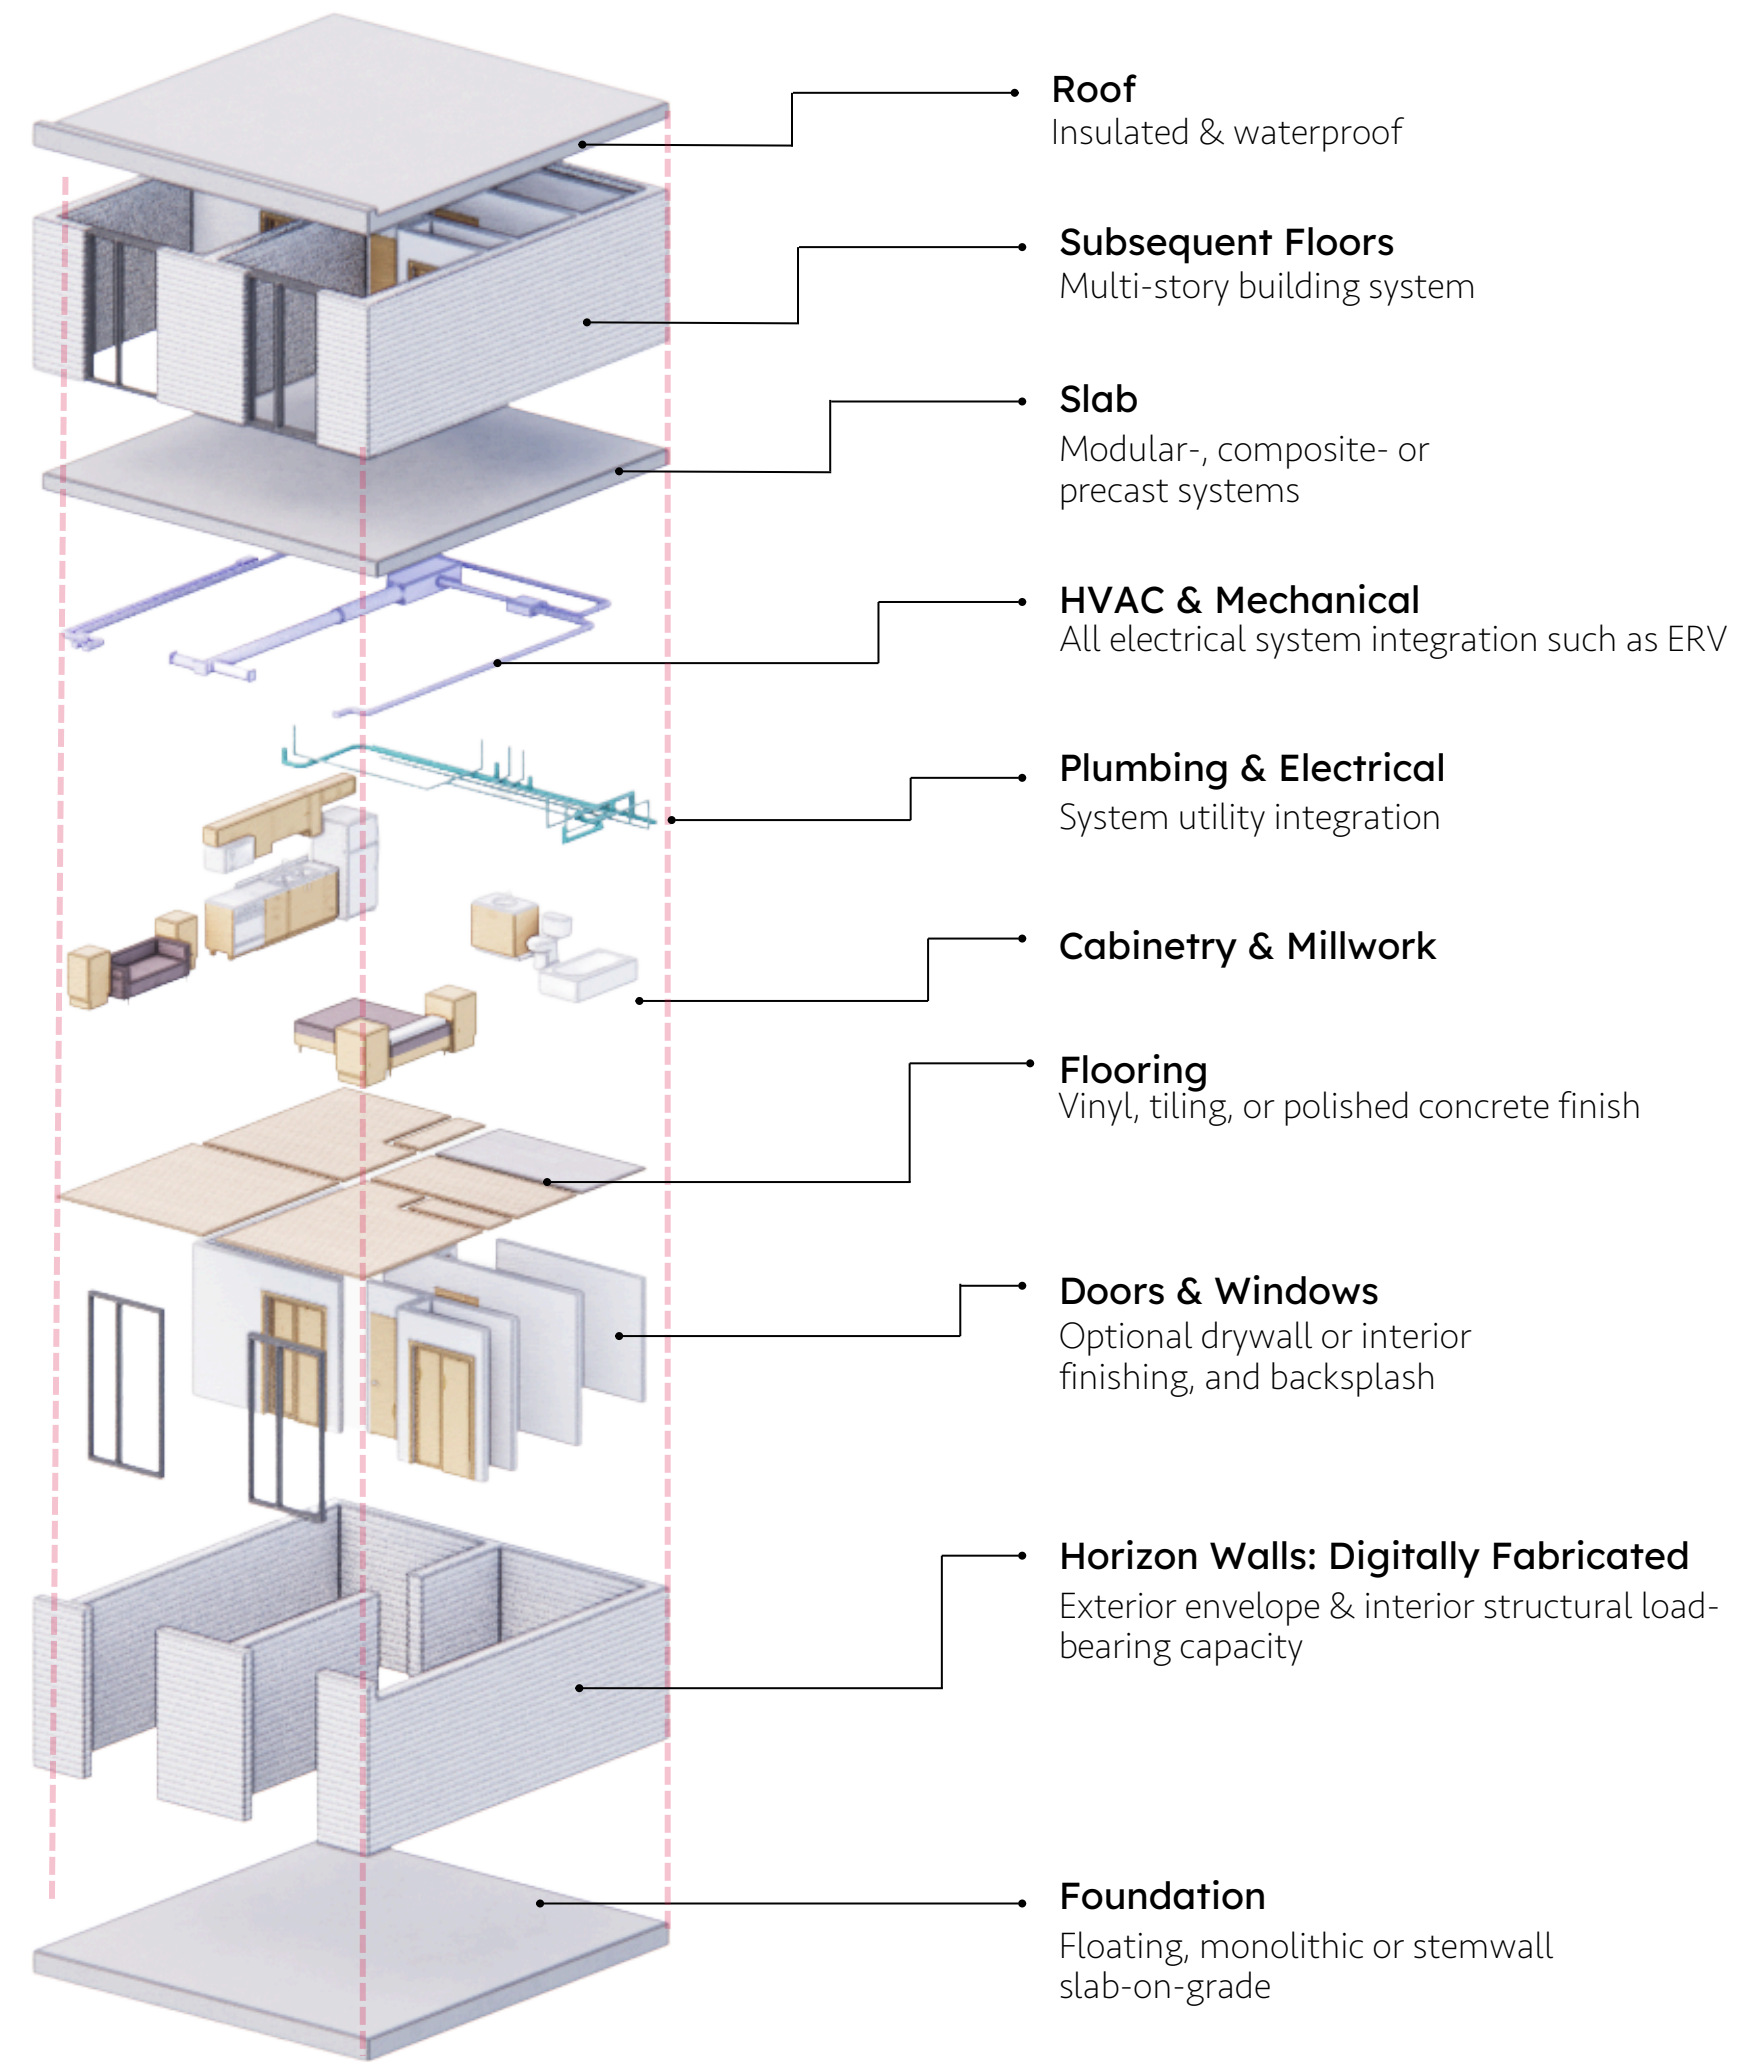 Roof
Insulated & waterproof
Subsequent Floors
Multi-story building system
Slab
Modular-, composite- or
precast systems
HVAC & Mechanical
All electrical system integration such as ERV
Plumbing & Electrical
System utility integration
Cabinetry & Millwork
Flooring
Vinyl, tiling, or polished concrete finish
Doors & Windows
Optional drywall or interior
finishing, and backsplash
Horizon Walls: Digitally Fabricated
Exterior envelope & interior structural load-
bearing capacity
Foundation
Floating, monolithic or stemwall
slab-on-grade